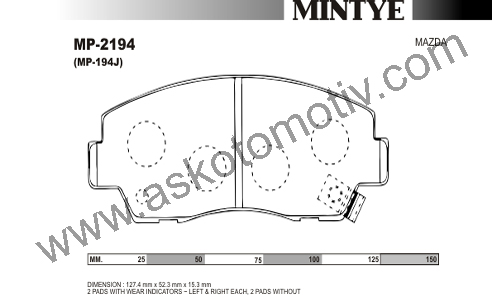 MINTYE
MP-2194
(MP-194J)
MAZDA
www.askotomotiv.com
MM. 25 50 75 100 125 150
DIMENSION : 127.4 mm x 52.3 mm x 15.3 mm
2 PADS WITH WEAR INDICATORS – LEFT & RIGHT EACH, 2 PADS WITHOUT